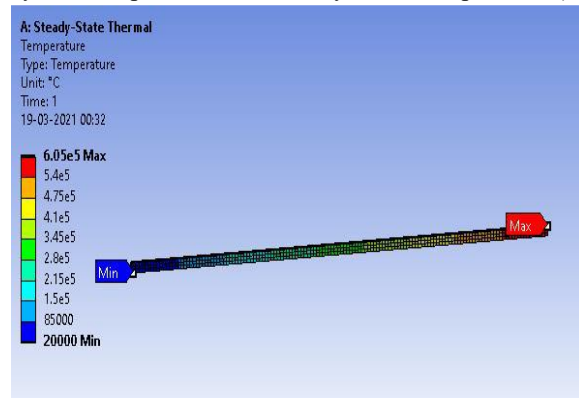 A: Steady-State Thermal
Temperature
Type: Temperature
Unit: °C
Time: 1
19-03-2021 00:32
6.05e5 Max
5.4e5
4.75e5
4.1e5
3.45e5
2.8e5
2.15e5
1.5e5
85000
20000 Min
Min
Max